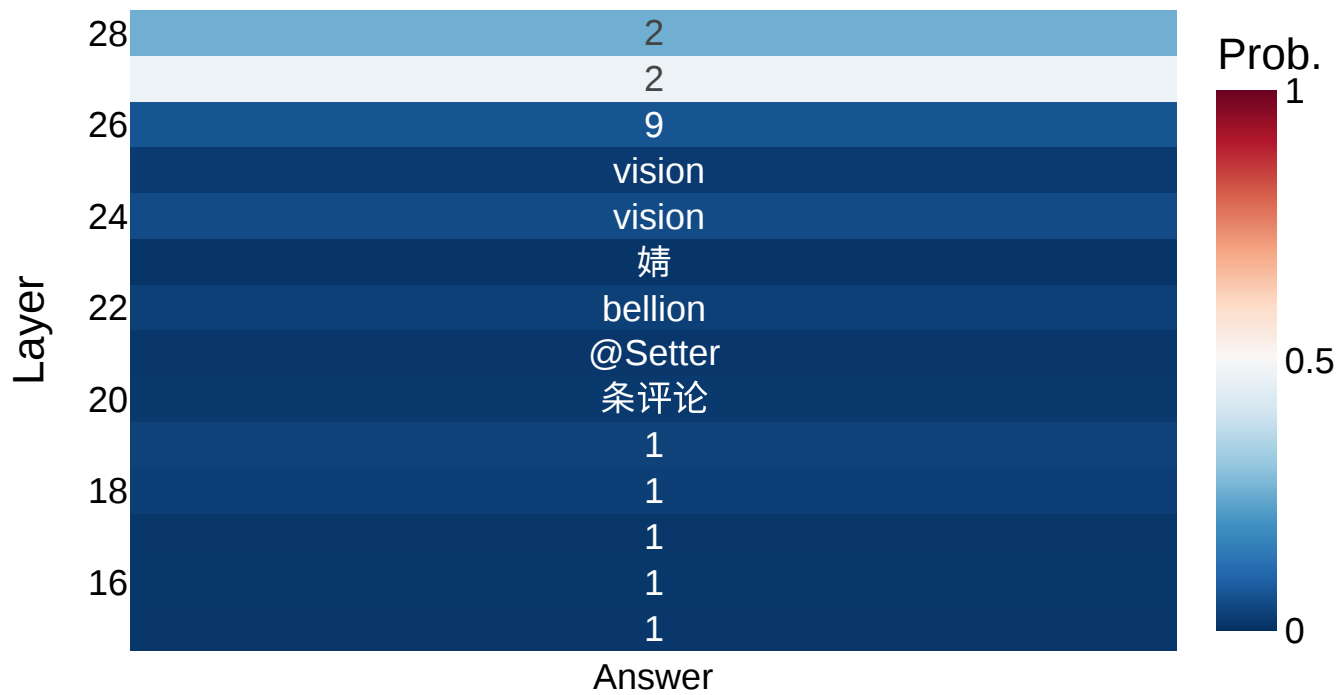 Layer
28
26
24
22
20
18
16
2
2
9
vision
vision
婧
bellion
@Setter
条评论
1
1
1
1
1
Answer
Prob.
1
0.5
0